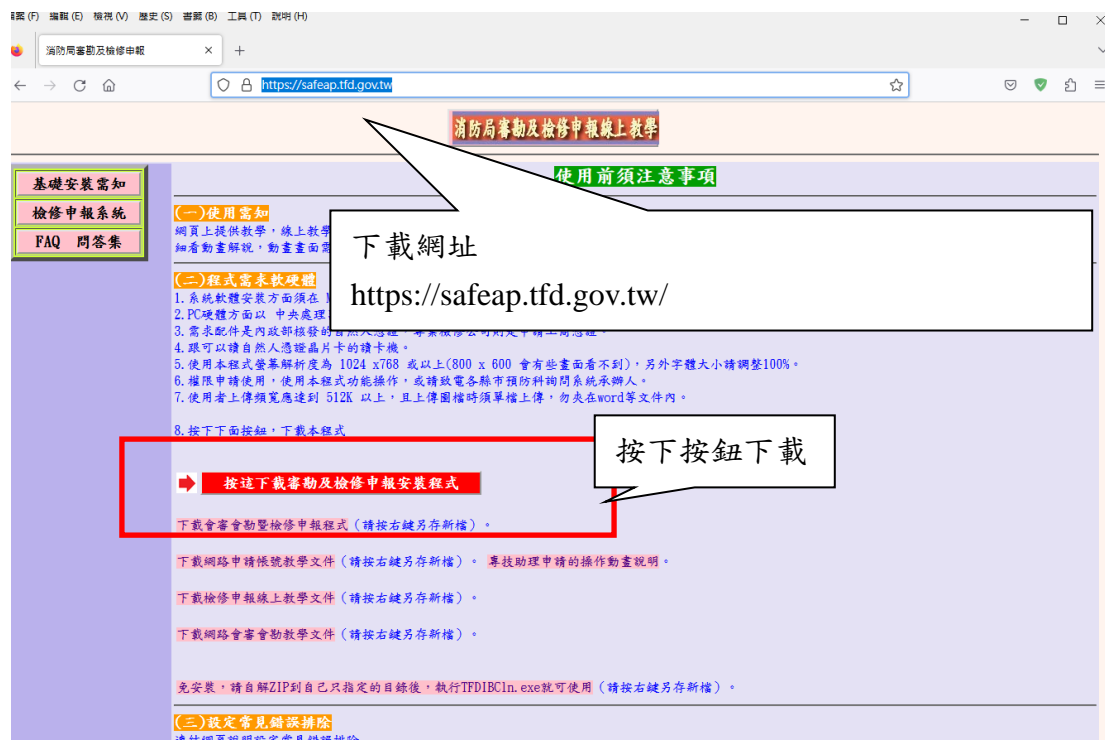 檔案(F) 編輯(E) 檢視(V) 歷史(S) 書籤(B) 工具(T) 說明(H)
消防局審勘及檢修申報
https://safeap.tfd.gov.tw
消防局審勘及檢修申報線上教學
基礎安裝需知
檢修申報系統
FAQ 問答集
使用前須注意事項
(一)使用需知
網頁上提供教學,線上教學
細看動畫解說,動畫畫面需
下載網址
https://safeap.tfd.gov.tw/
(二)程式需求軟硬體
1.系統軟體安裝方面須在
2.PC硬體方面以 中央處理
3.需求配件是內政部核發的自然人憑證,專業檢修公司則是申請工商憑證。
4.跟可以讀自然人憑證晶片卡的讀卡機。
5.使用本程式螢幕解析度為 1024 x768 或以上(800 x 600 會有些畫面看不到),另外字體大小請調整100%。
6.權限申請使用,使用本程式功能操作,或請致電各縣市預防科詢問系統承辦人。
7.使用者上傳頻寬應達到 512K 以上,且上傳圖檔時須單檔上傳,勿夾在word等文件內。
8.按下下面按鈕,下載本程式
按下按鈕下載
按這下載審勘及檢修申報安裝程式
下載會審會勘暨檢修申報程式(請按右鍵另存新檔)。
下載網路申請帳號教學文件(請按右鍵另存新檔)。 專技助理申請的操作動畫說明。
下載檢修申報線上教學文件(請按右鍵另存新檔)。
下載網路會審會勘教學文件(請按右鍵另存新檔)。
免安裝,請自解ZIP到自己只指定的目錄後,執行TFDIBCln.exe就可使用(請按右鍵另存新檔)。
(三)設定常見錯誤排除